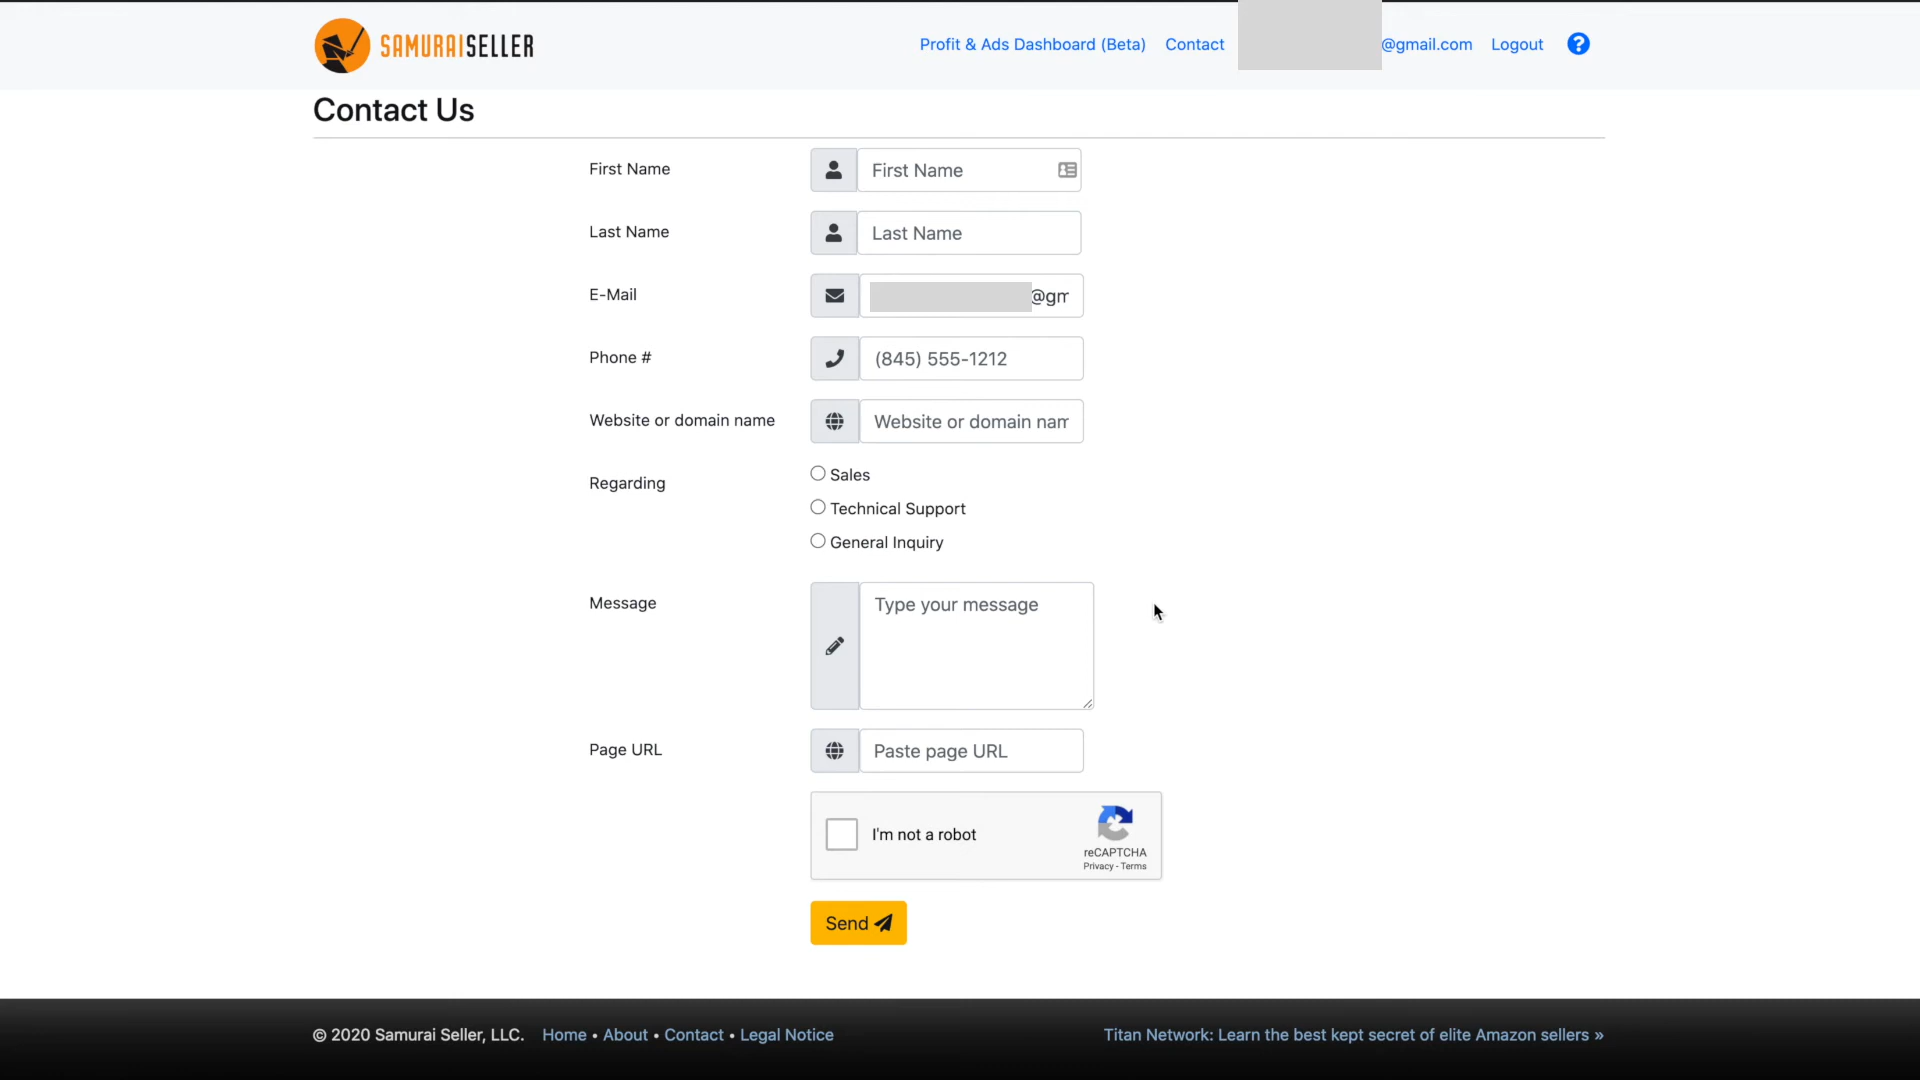 SAMURAISELLER
Profit & Ads Dashboard (Beta) Contact @gmail.com Logout ?
Contact Us
First Name First Name
Last Name Last Name
E-Mail @gm
Phone # (845) 555-1212
Website or domain name Website or domain nam
Regarding Sales
Technical Support
General Inquiry
Message Type your message
Page URL Paste page URL
I'm not a robot
reCAPTCHA
Privacy - Terms
Send
© 2020 Samurai Seller, LLC. Home • About • Contact • Legal Notice Titan Network: Learn the best kept secret of elite Amazon sellers »